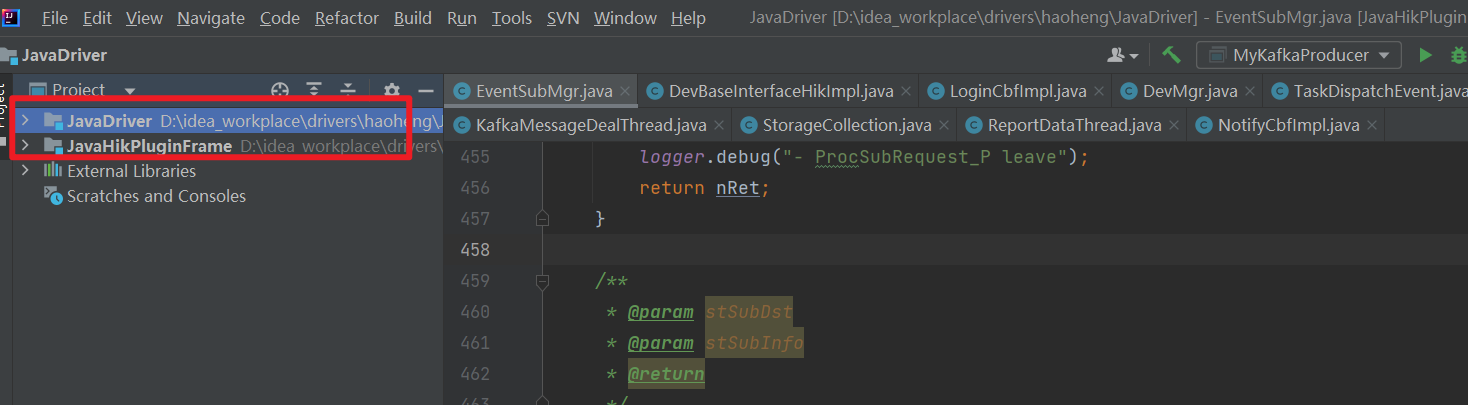 File Edit View Navigate Code Refactor Build Run Tools SVN Window Help JavaDriver [D:\idea_workplace\drivers\haoheng\JavaDriver] - EventSubMgr.java [JavaHikPlugin
JavaDriver MyKafkaProducer
Project
EventSubMgr.java DevBaseInterfaceHikImpl.java LoginCbfImpl.java DevMgr.java TaskDispatchEvent.java
JavaDriver D:\idea_workplace\drivers\haoheng\J
KafkaMessageDealThread.java StorageCollection.java ReportDataThread.java NotifyCbfImpl.java
JavaHikPluginFrame D:\idea_workplace\drivers\
External Libraries
Scratches and Consoles
455 logger.debug("- ProcSubRequest_P leave");
456 return nRet;
457 }
458
459 /**
460 * @param stSubDst
461 * @param stSubInfo
462 * @return
463 */